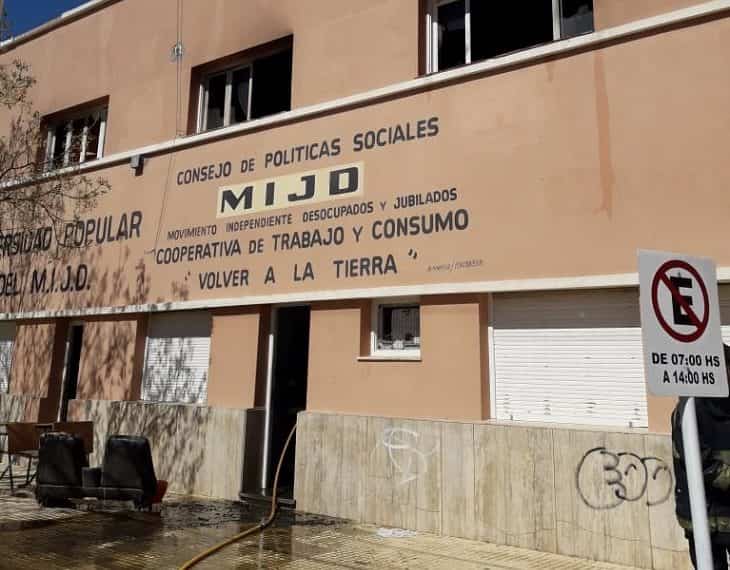 CONSEJO DE POLITICAS SOCIALES
MIJD
MOVIMIENTO INDEPENDIENTE DESOCUPADOS Y JUBILADOS
COOPERATIVA DE TRABAJO Y CONSUMO
"VOLVER A LA TIERRA"
ERSIDAD POPULAR
DEL M.I.J.D.
E
DE 07:00 HS
A 14:00 HS